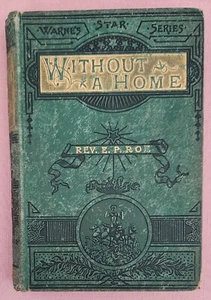 WARNE'S STAR SERIES
WITHOUT
A HOME
REV. E. P. ROE